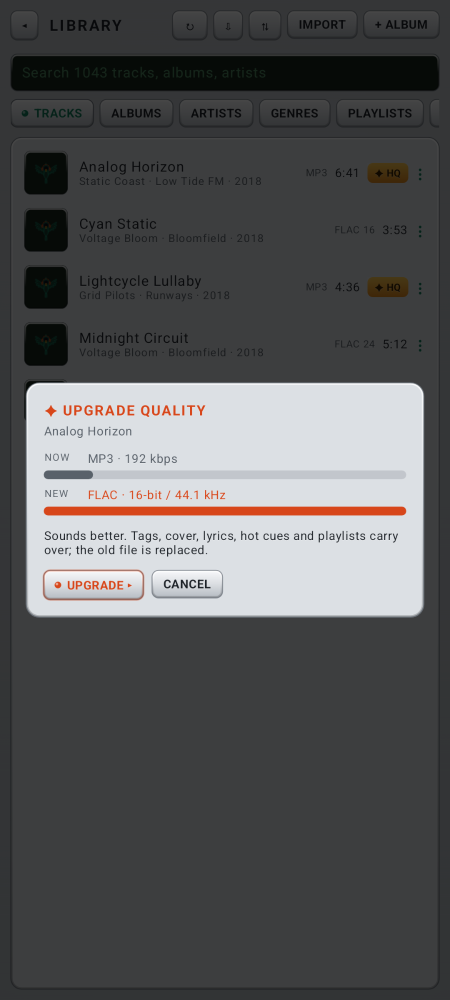 LIBRARY
IMPORT
+ ALBUM
Search 1043 tracks, albums, artists
TRACKS
ALBUMS
ARTISTS
GENRES
PLAYLISTS
Analog Horizon
Static Coast · Low Tide FM · 2018
MP3 6:41 ✦ HQ
Cyan Static
Voltage Bloom · Bloomfield · 2018
FLAC 16 3:53
Lightcycle Lullaby
Grid Pilots · Runways · 2018
MP3 4:36 ✦ HQ
Midnight Circuit
Voltage Bloom · Bloomfield · 2018
FLAC 24 5:12
✦ UPGRADE QUALITY
Analog Horizon
NOW MP3 · 192 kbps
NEW FLAC · 16-bit / 44.1 kHz
Sounds better. Tags, cover, lyrics, hot cues and playlists carry
over; the old file is replaced.
UPGRADE ▸
CANCEL